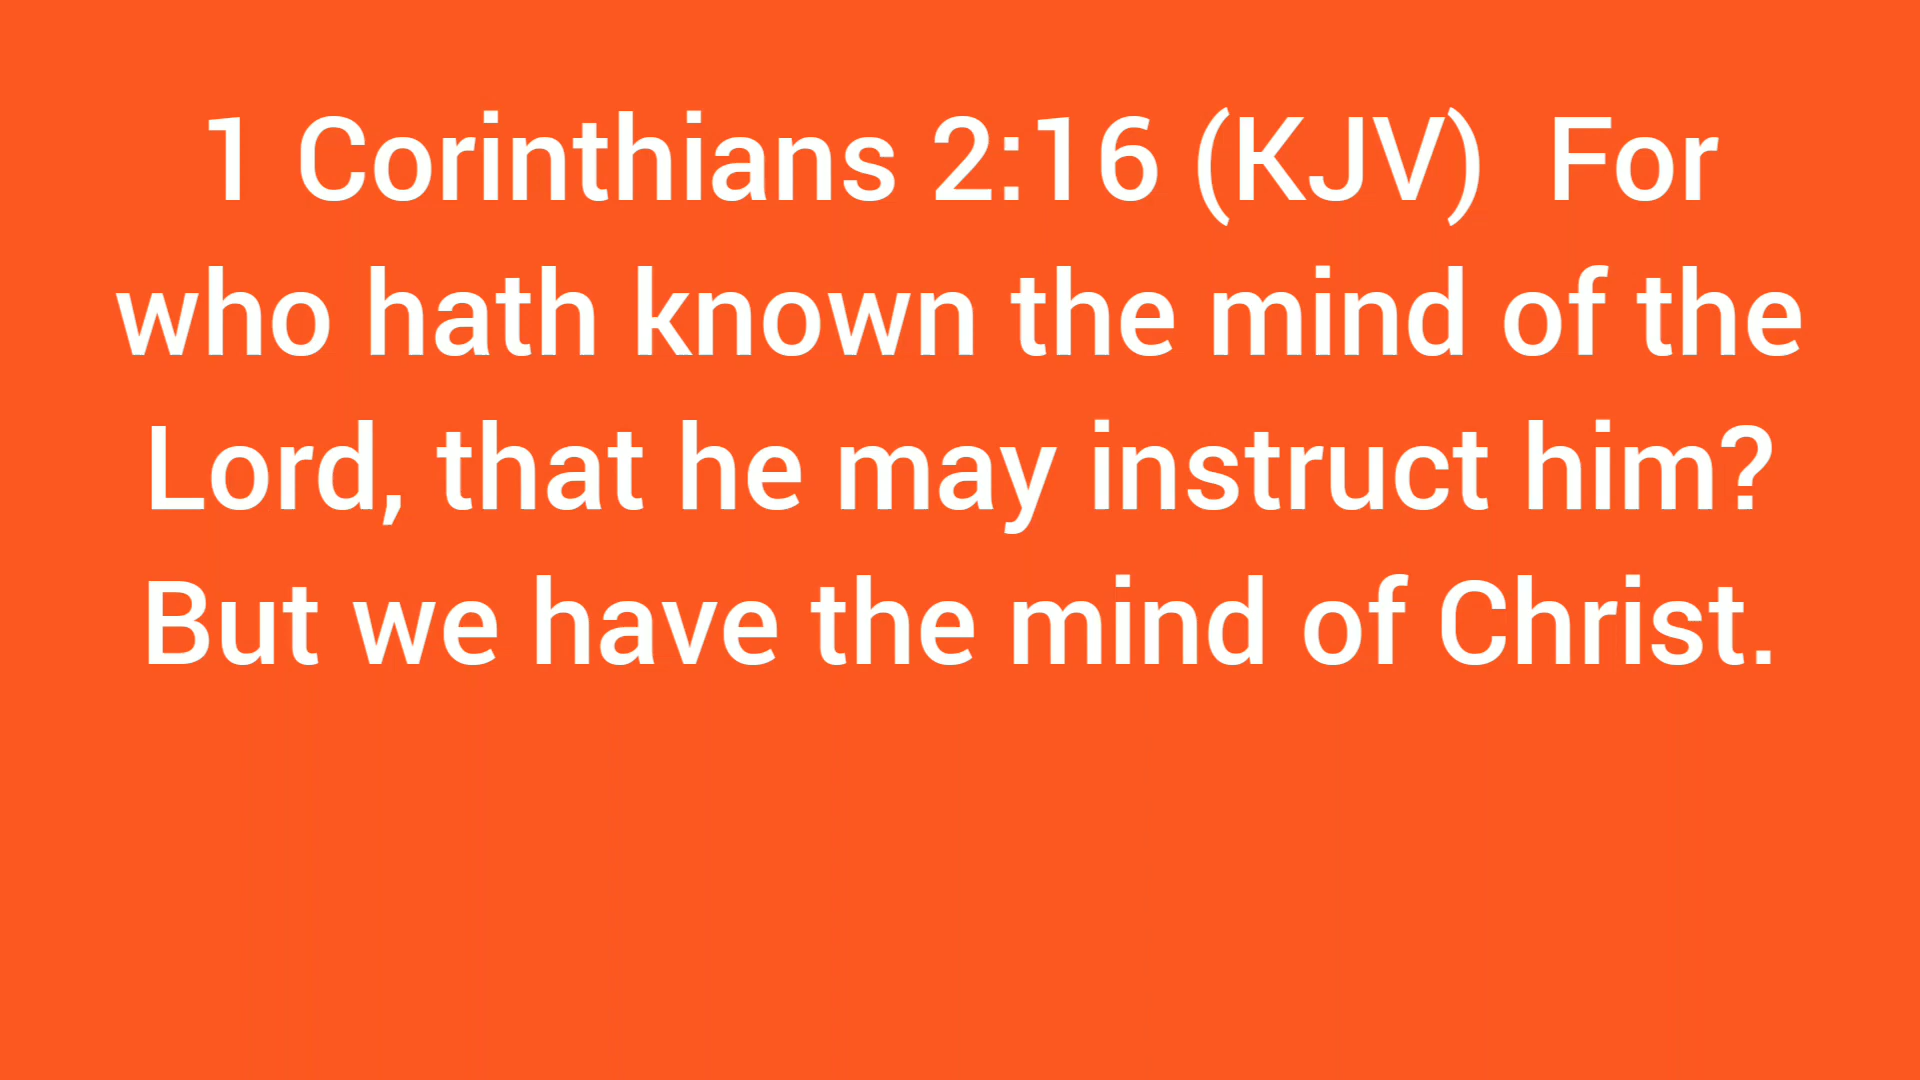 1 Corinthians 2:16 (KJV)  For
who hath known the mind of the
Lord, that he may instruct him?
But we have the mind of Christ.